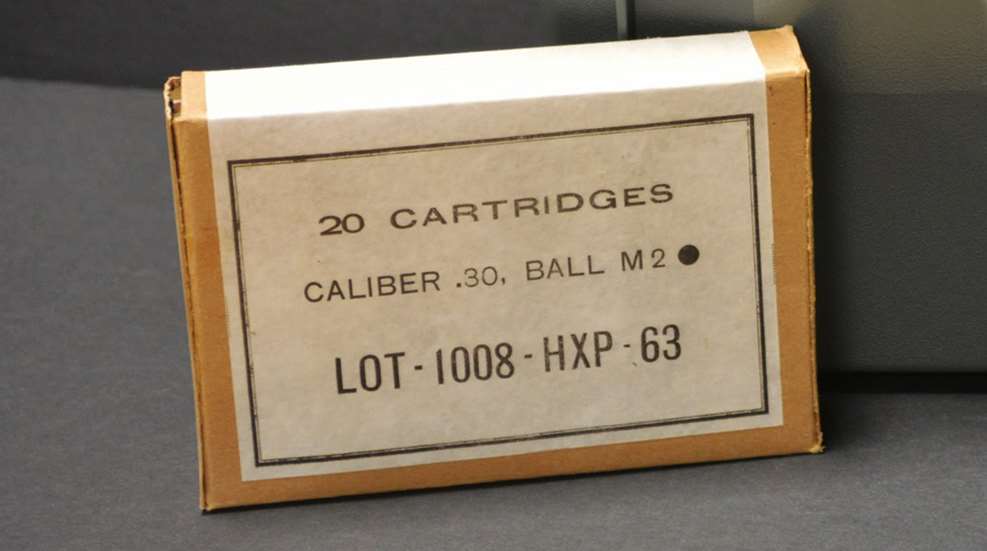 20 CARTRIDGES
CALIBER .30, BALL M2 ●
LOT-1008-HXP-63